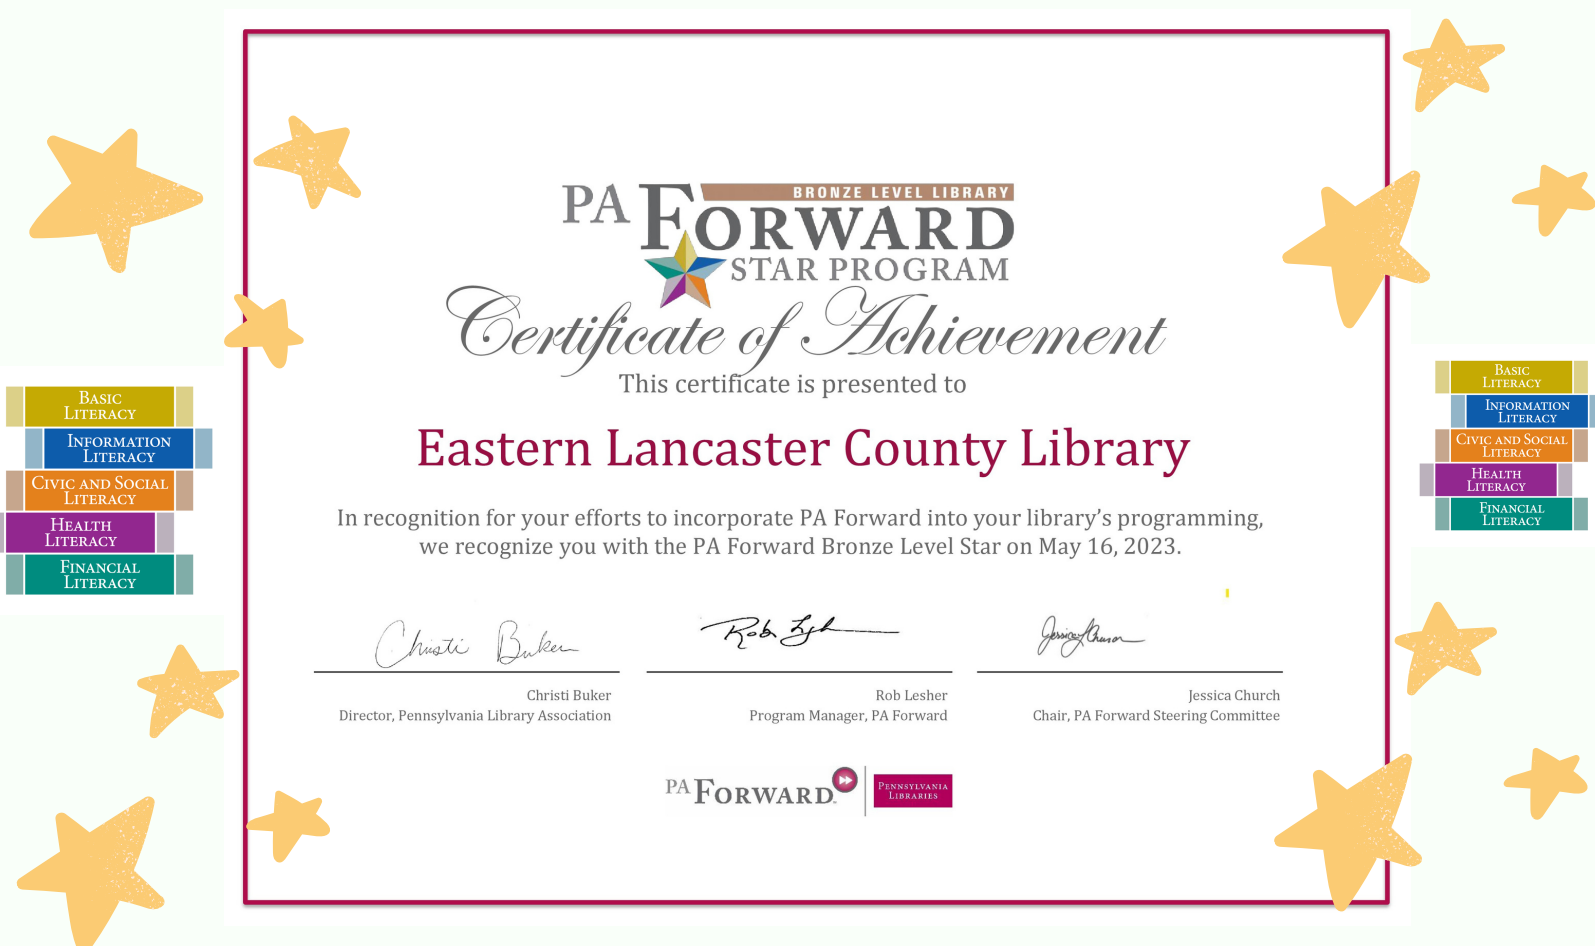 PA FORWARD
BRONZE LEVEL LIBRARY
STAR PROGRAM
Certificate of Achievement
This certificate is presented to
Eastern Lancaster County Library
In recognition for your efforts to incorporate PA Forward into your library's programming,
we recognize you with the PA Forward Bronze Level Star on May 16, 2023.
Christi Buker
Christi Buker
Director, Pennsylvania Library Association
Rob Lesher
Program Manager, PA Forward
Jessica Church
Chair, PA Forward Steering Committee
PA FORWARD
PENNSYLVANIA
LIBRARIES
BASIC
LITERACY
INFORMATION
LITERACY
CIVIC AND SOCIAL
LITERACY
HEALTH
LITERACY
FINANCIAL
LITERACY
BASIC
LITERACY
INFORMATION
LITERACY
CIVIC AND SOCIAL
LITERACY
HEALTH
LITERACY
FINANCIAL
LITERACY